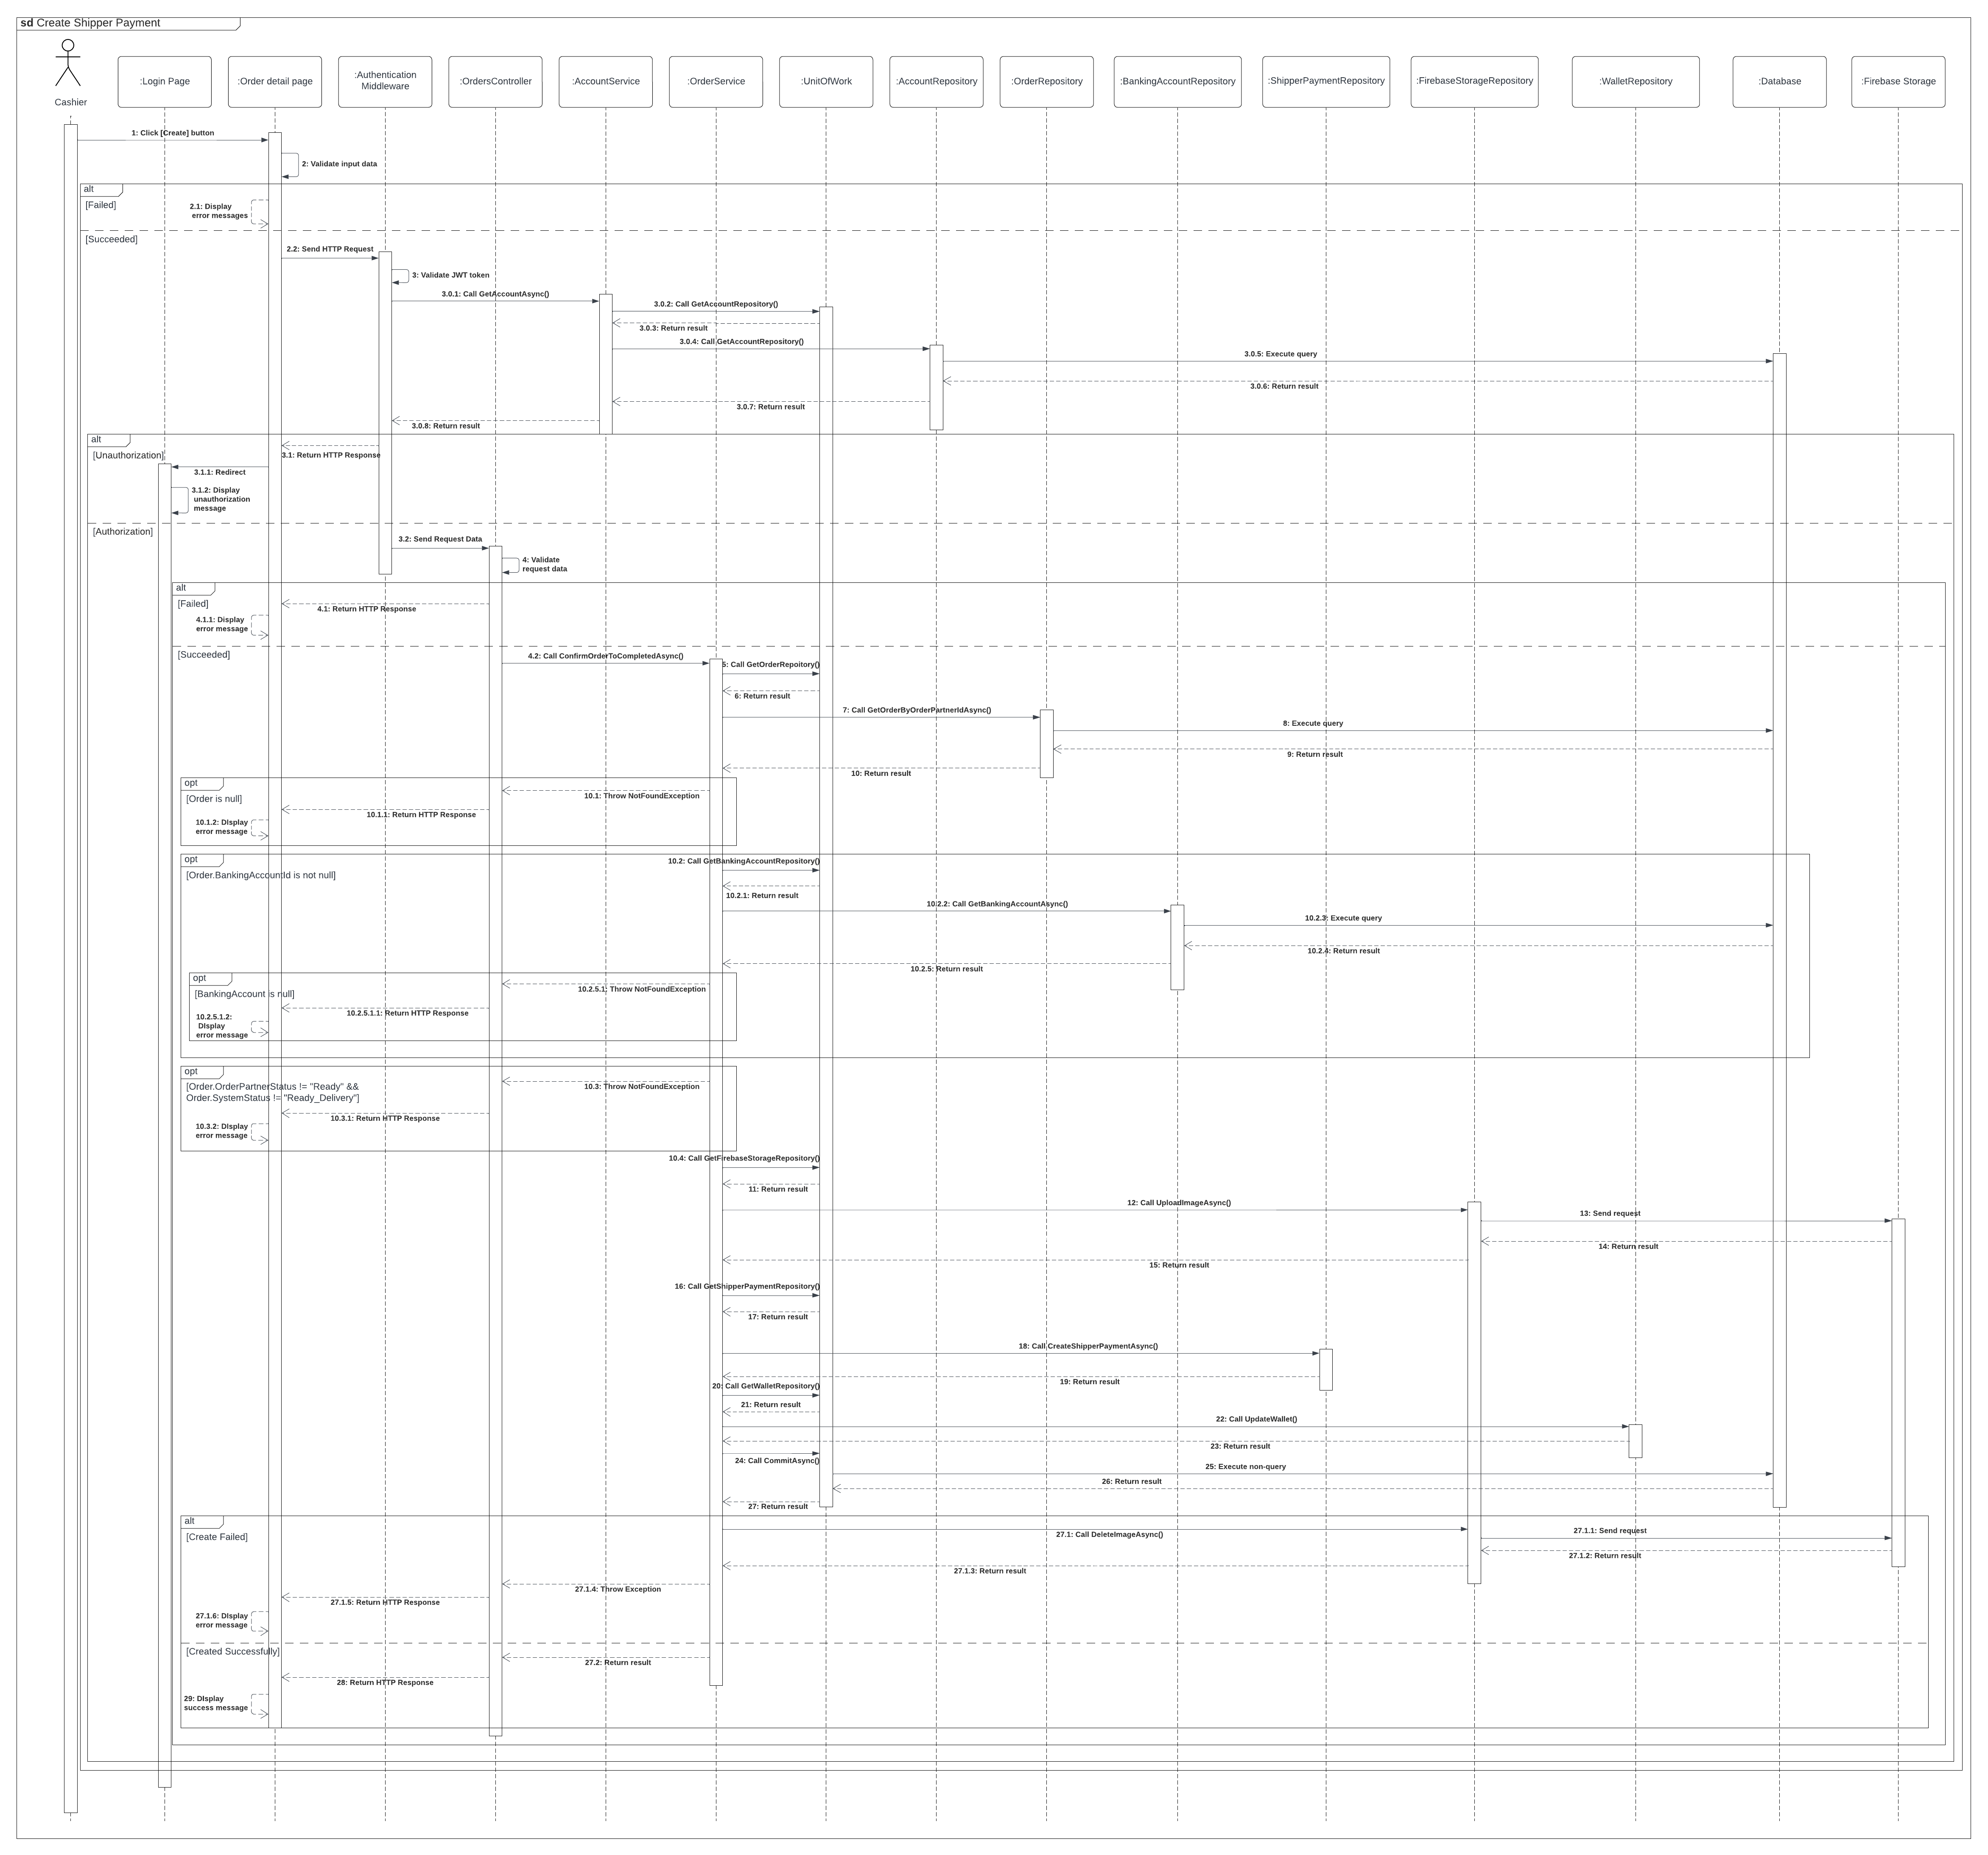 sd Create Shipper Payment
Cashier
:Login Page
:Order detail page
:Authentication
Middleware
:OrdersController
:AccountService
:OrderService
:UnitOfWork
:AccountRepository
:OrderRepository
:BankingAccountRepository
:ShipperPaymentRepository
:FirebaseStorageRepository
:WalletRepository
:Database
:Firebase Storage
1: Click [Create] button
2: Validate input data
alt
[Failed]
2.1: Display
error messages
[Succeeded]
2.2: Send HTTP Request
3: Validate JWT token
3.0.1: Call GetAccountAsync()
3.0.2: Call GetAccountRepository()
3.0.3: Return result
3.0.4: Call GetAccountRepository()
3.0.5: Execute query
3.0.6: Return result
3.0.7: Return result
3.0.8: Return result
alt
[Unauthorization]
3.1: Return HTTP Response
3.1.1: Redirect
3.1.2: Display
unauthorization
message
[Authorization]
3.2: Send Request Data
4: Validate
request data
alt
[Failed]
4.1: Return HTTP Response
4.1.1: Display
error message
[Succeeded]
4.2: Call ConfirmOrderToCompletedAsync()
5: Call GetOrderRepoitory()
6: Return result
7: Call GetOrderByOrderPartnerIdAsync()
8: Execute query
9: Return result
10: Return result
opt
[Order is null]
10.1: Throw NotFoundException
10.1.1: Return HTTP Response
10.1.2: DIsplay
error message
opt
[Order.BankingAccountId is not null]
10.2: Call GetBankingAccountRepository()
10.2.1: Return result
10.2.2: Call GetBankingAccountAsync()
10.2.3: Execute query
10.2.4: Return result
10.2.5: Return result
opt
[BankingAccount is null]
10.2.5.1: Throw NotFoundException
10.2.5.1.1: Return HTTP Response
10.2.5.1.2:
DIsplay
error message
opt
[Order.OrderPartnerStatus != "Ready" &&
Order.SystemStatus != "Ready_Delivery"]
10.3: Throw NotFoundException
10.3.1: Return HTTP Response
10.3.2: DIsplay
error message
10.4: Call GetFirebaseStorageRepository()
11: Return result
12: Call UploadImageAsync()
13: Send request
14: Return result
15: Return result
16: Call GetShipperPaymentRepository()
17: Return result
18: Call CreateShipperPaymentAsync()
19: Return result
20: Call GetWalletRepository()
21: Return result
22: Call UpdateWallet()
23: Return result
24: Call CommitAsync()
25: Execute non-query
26: Return result
27: Return result
alt
[Create Failed]
27.1: Call DeleteImageAsync()
27.1.1: Send request
27.1.2: Return result
27.1.3: Return result
27.1.4: Throw Exception
27.1.5: Return HTTP Response
27.1.6: DIsplay
error message
[Created Successfully]
27.2: Return result
28: Return HTTP Response
29: DIsplay
success message